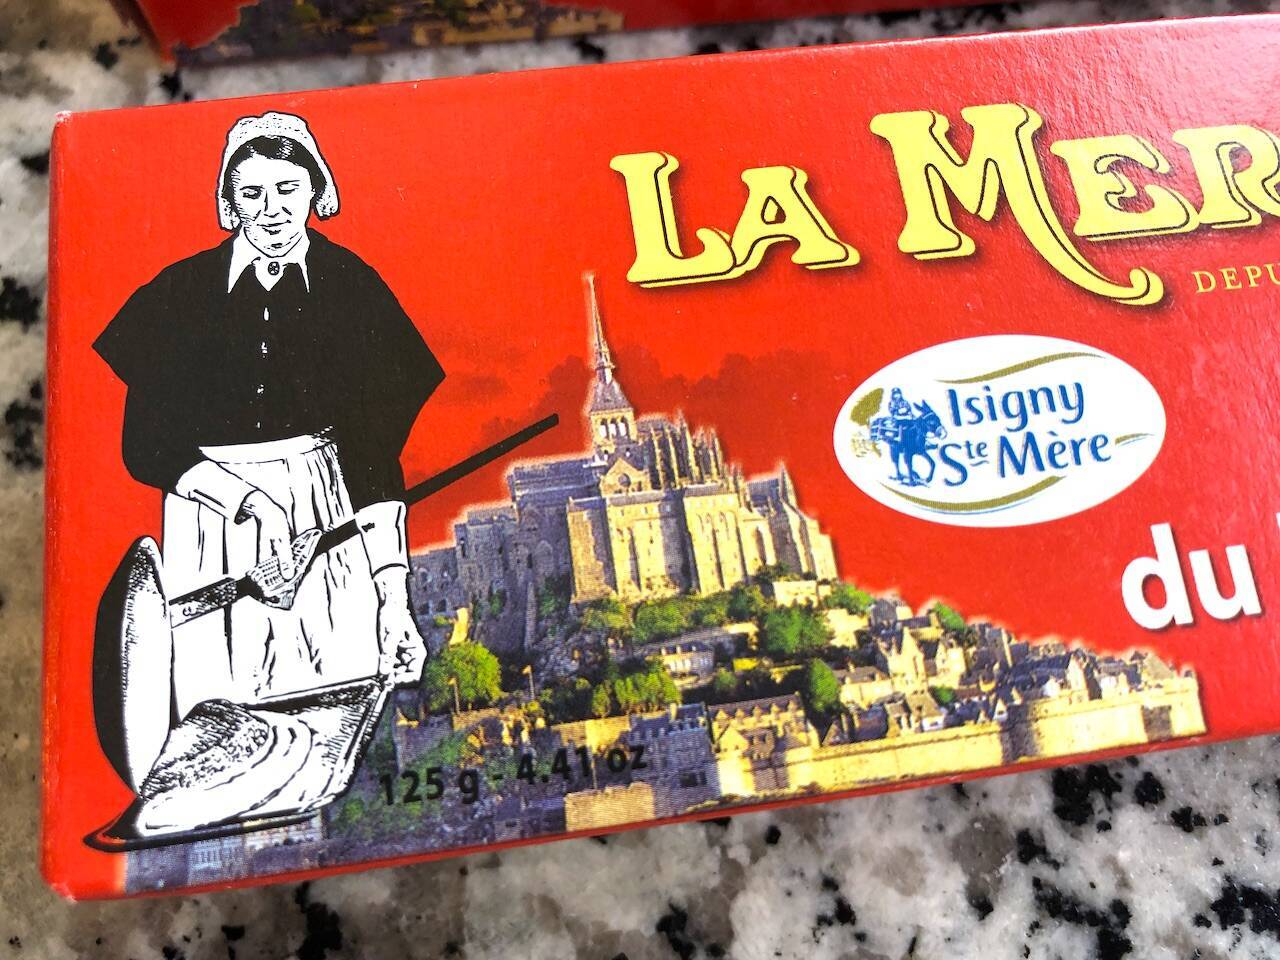 LA MER
DEPU
Isigny
Ste Mère
du
125 g - 4.41 oz